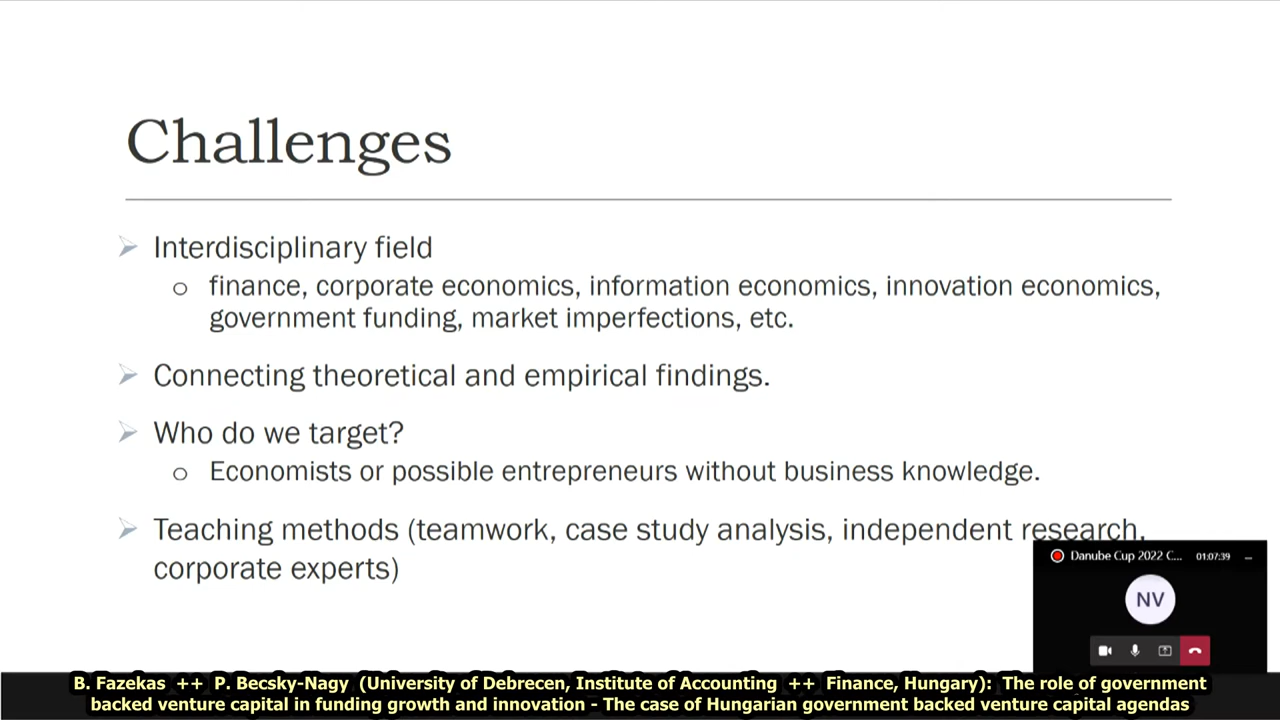 Challenges
Interdisciplinary field
finance, corporate economics, information economics, innovation economics,
government funding, market imperfections, etc.
Connecting theoretical and empirical findings.
Who do we target?
Economists or possible entrepreneurs without business knowledge.
Teaching methods (teamwork, case study analysis, independent research,
corporate experts)
Danube Cup 2022 C... 01:07:39
NV
B. Fazekas ++ P. Becsky-Nagy (University of Debrecen, Institute of Accounting ++ Finance, Hungary): The role of government
backed venture capital in funding growth and innovation - The case of Hungarian government backed venture capital agendas